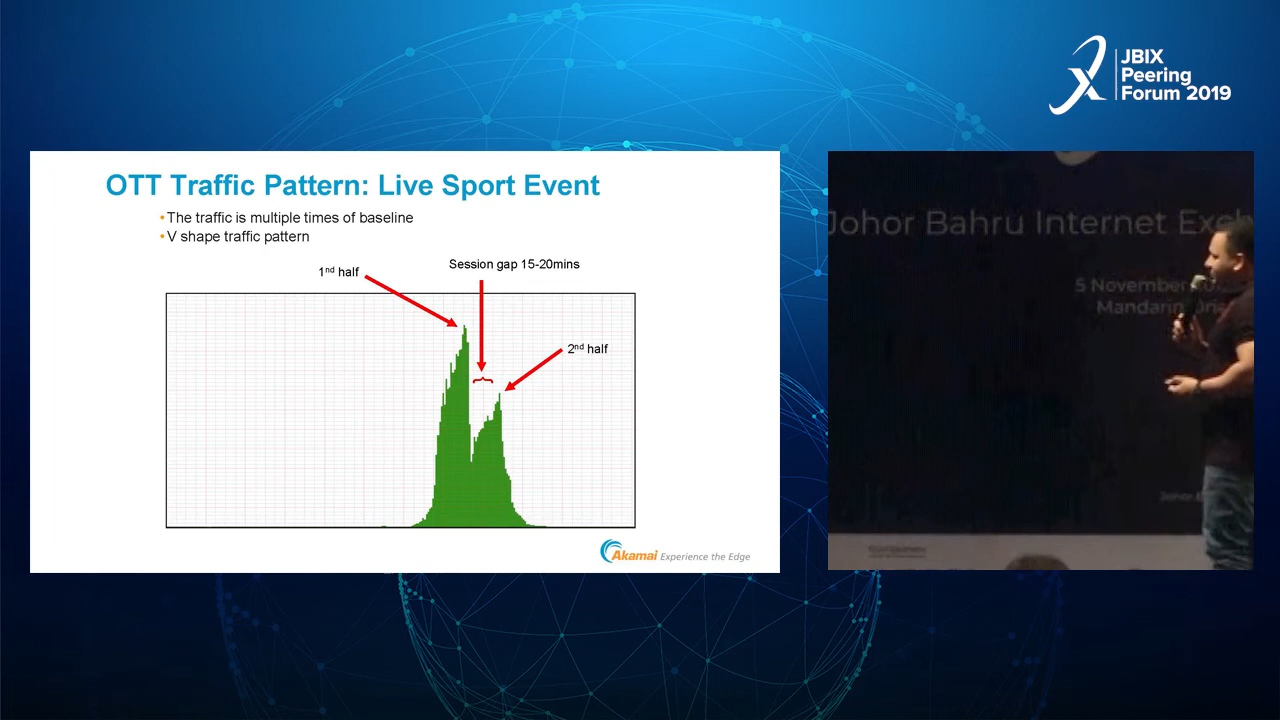 JBIX
Peering
Forum 2019
OTT Traffic Pattern: Live Sport Event
•The traffic is multiple times of baseline
•V shape traffic pattern
1nd half
Session gap 15-20mins
2nd half
Akamai Experience the Edge
Johor Bahru Internet
5 November
Mandarin